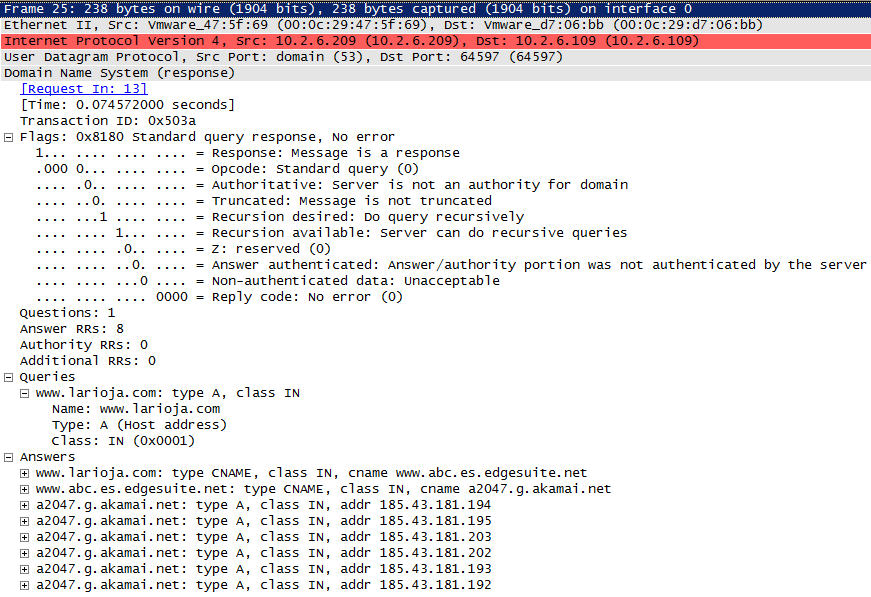 Frame 25: 238 bytes on wire (1904 bits), 238 bytes captured (1904 bits) on interface 0
Ethernet II, Src: Vmware_47:5f:69 (00:0c:29:47:5f:69), Dst: Vmware_d7:06:bb (00:0c:29:d7:06:bb)
Internet Protocol Version 4, Src: 10.2.6.209 (10.2.6.209), Dst: 10.2.6.109 (10.2.6.109)
User Datagram Protocol, Src Port: domain (53), Dst Port: 64597 (64597)
Domain Name System (response)
[Request In: 13]
[Time: 0.074572000 seconds]
Transaction ID: 0x503a
Flags: 0x8180 Standard query response, No error
1... .... .... .... = Response: Message is a response
.000 0... .... .... = Opcode: Standard query (0)
.... .0.. .... .... = Authoritative: Server is not an authority for domain
.... ..0. .... .... = Truncated: Message is not truncated
.... ...1 .... .... = Recursion desired: Do query recursively
.... .... 1... .... = Recursion available: Server can do recursive queries
.... .... .0.. .... = Z: reserved (0)
.... .... ..0. .... = Answer authenticated: Answer/authority portion was not authenticated by the server
.... .... ...0 .... = Non-authenticated data: Unacceptable
.... .... .... 0000 = Reply code: No error (0)
Questions: 1
Answer RRs: 8
Authority RRs: 0
Additional RRs: 0
Queries
www.larioja.com: type A, class IN
Name: www.larioja.com
Type: A (Host address)
Class: IN (0x0001)
Answers
www.larioja.com: type CNAME, class IN, cname www.abc.es.edgesuite.net
www.abc.es.edgesuite.net: type CNAME, class IN, cname a2047.g.akamai.net
a2047.g.akamai.net: type A, class IN, addr 185.43.181.194
a2047.g.akamai.net: type A, class IN, addr 185.43.181.195
a2047.g.akamai.net: type A, class IN, addr 185.43.181.203
a2047.g.akamai.net: type A, class IN, addr 185.43.181.202
a2047.g.akamai.net: type A, class IN, addr 185.43.181.193
a2047.g.akamai.net: type A, class IN, addr 185.43.181.192